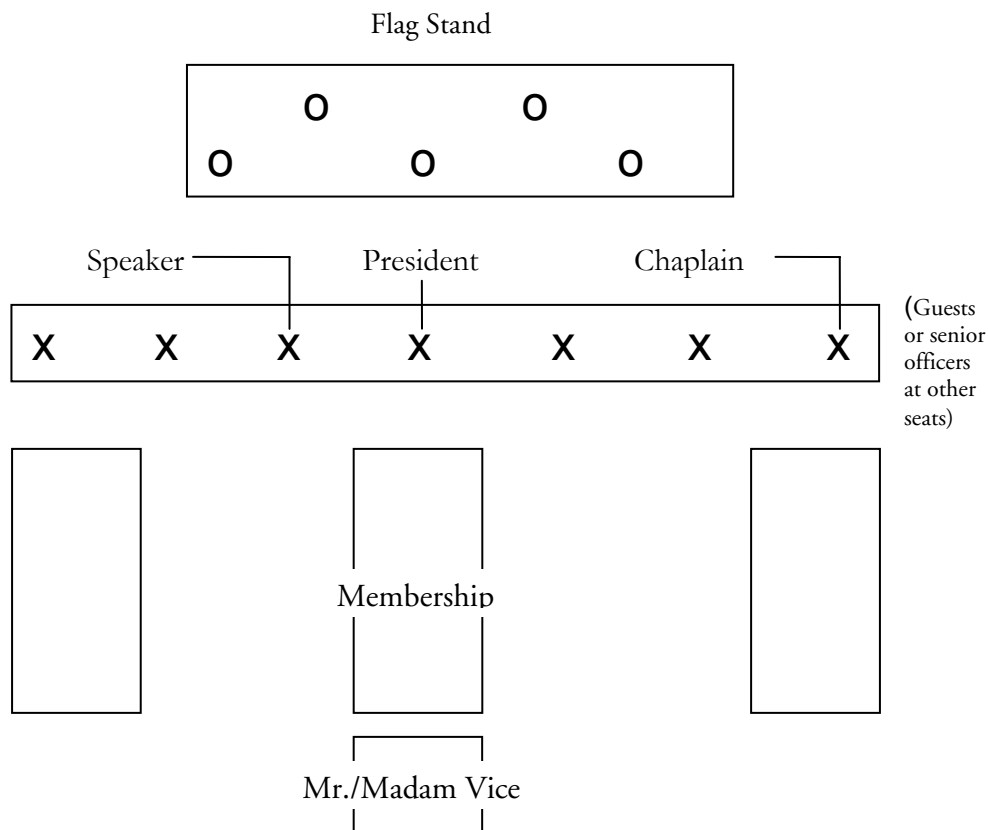 Flag Stand
O O
O O O
Speaker President Chaplain
X X X X X X X
(Guests
or senior
officers
at other
seats)
Membership
Mr./Madam Vice